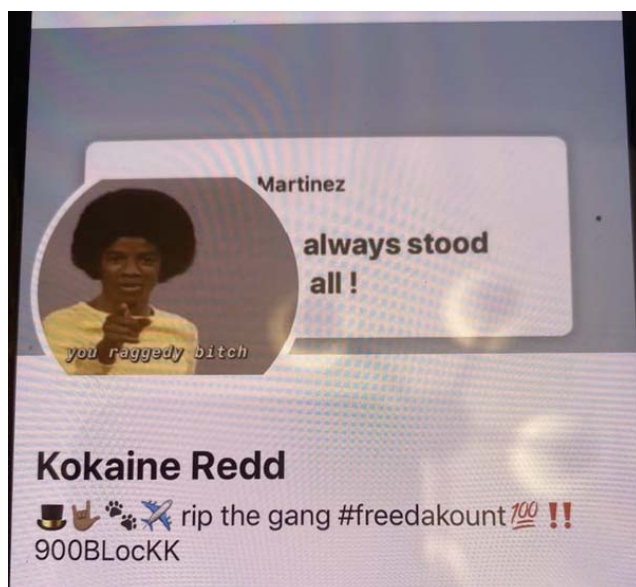 Martinez
always stood
all !
you raggedy bitch
Kokaine Redd
🎩🤟🏾🐾✈️ rip the gang #freedakount💯‼️
900BLocKK